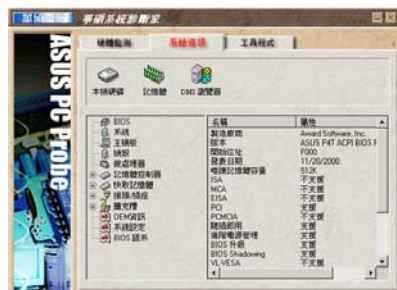 華碩系統診斷家
ASUS PC Probe
硬體監測
系統資訊
工具程式
本機硬碟
記憶體
DMI 瀏覽器
BIOS
系統
主機板
機殼
微處理器
記憶體控制器
快取記憶體
接頭/插座
擴充槽
OEM資訊
系統設定
BIOS 語系
名稱 屬性
製造廠商 Award Software, Inc.
版本 ASUS P4T ACPI BIOS F
開始位址 F000
發表日期 11/20/2000
唯讀記憶體容量 512K
ISA 不支援
MCA 不支援
EISA 不支援
PCI 支援
PCMCIA 不支援
隨插即用 支援
進階電源管理 支援
BIOS 升級 支援
BIOS Shadowing 支援
VL-VESA 不支援